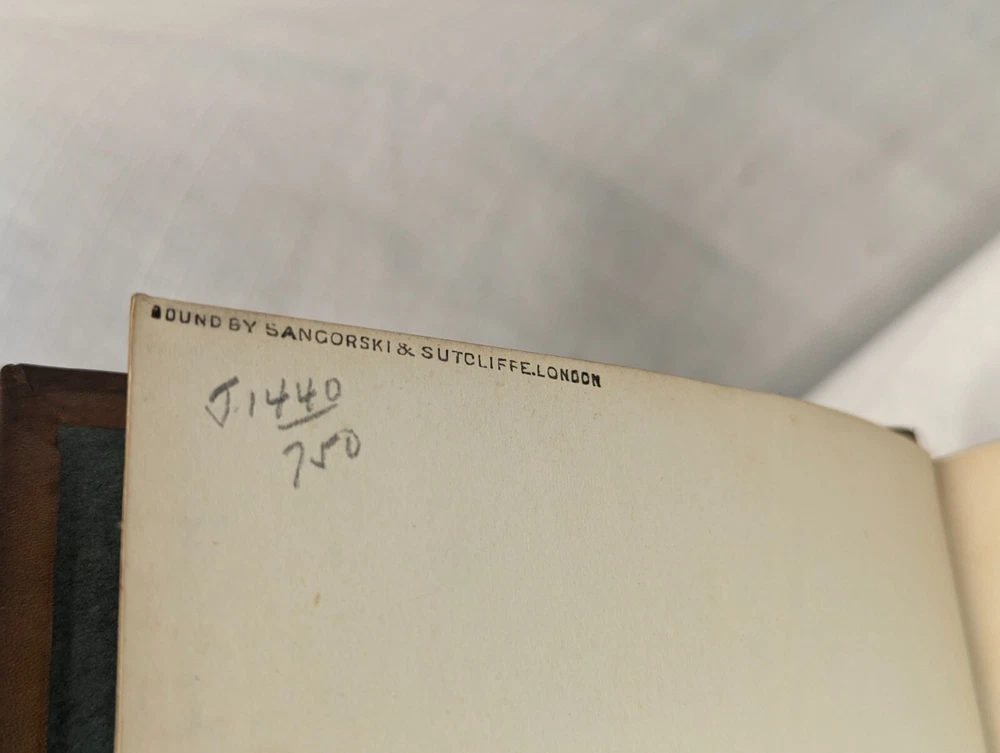 BOUND BY SANGORSKI & SUTCLIFFE.LONDON
J.1440
750